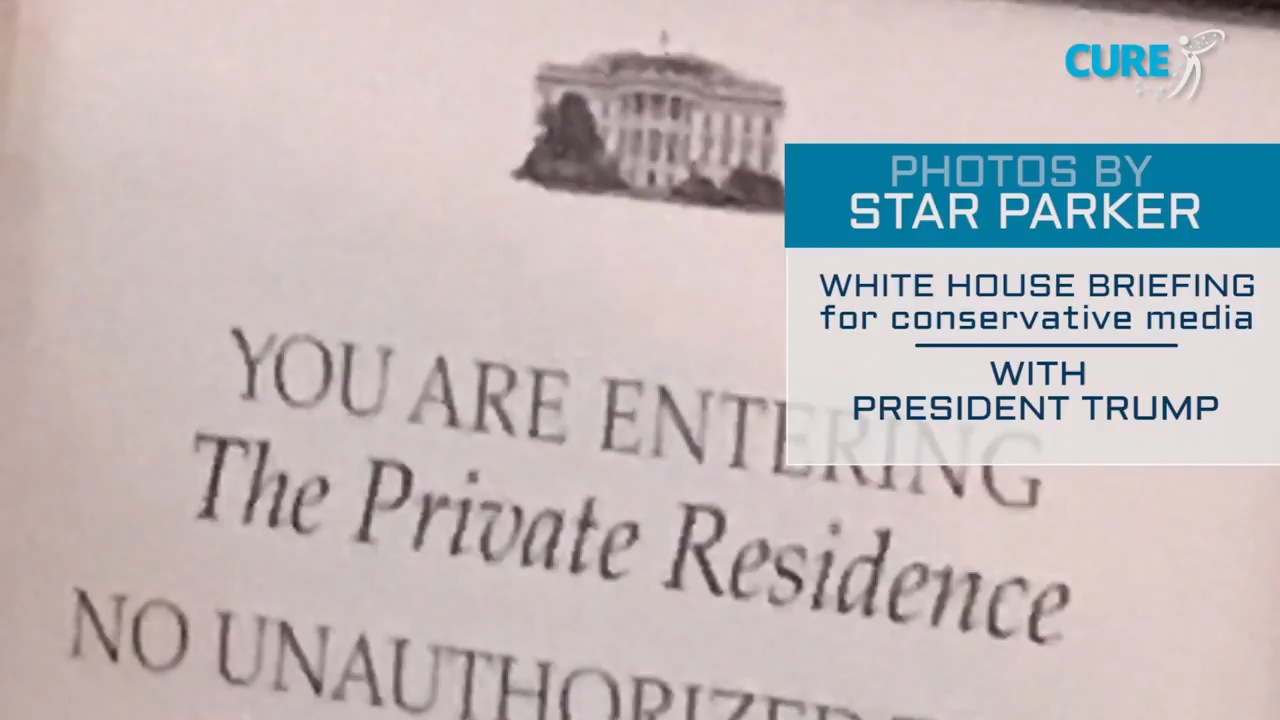 CURE
PHOTOS BY
STAR PARKER
WHITE HOUSE BRIEFING
for conservative media
WITH
PRESIDENT TRUMP
YOU ARE ENTERING
The Private Residence
NO UNAUTHORIZED